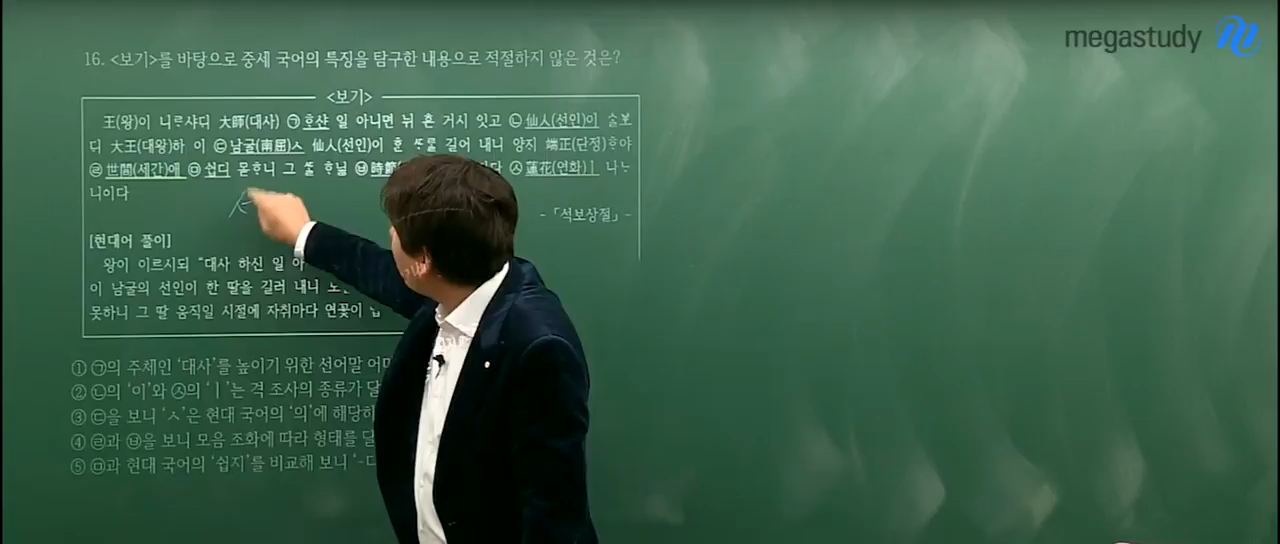 megastudy
16. <보기>를 바탕으로 중세 국어의 특징을 탐구한 내용으로 적절하지 않은 것은?
<보기>
王(왕)이 니ᄅᆞ샤ᄃᆡ 大師(대사) ㉠ᄒᆞ샨 일 아니면 뉘 혼 거시 잇고 ㉡仙人(선인)이 ᄉᆞᆯᄫᅩ
ᄃᆡ 大王(대왕)하 이 ㉢남굴(南屈)ㅅ 仙人(선인)이 ᄒᆞᆫ ᄯᆞᄅᆞᆯ 길어 내니 양ᄌᆡ 端正(단정)ᄒᆞ야
㉣世間(세간)애 ㉤쉽디 몯ᄒᆞ니 그 ᄯᆞᆯ ᄒᆞ닐 ㉥時節 다 ㉦蓮花(연화)ㅣ 나ᄂᆞ
니이다
-「석보상절」-
[현대어 풀이]
왕이 이르시되 “대사 하신 일 아
이 남굴의 선인이 한 딸을 길러 내니
못하니 그 딸 움직일 시절에 자취마다 연꽃이
① ㉠의 주체인 ‘대사’를 높이기 위한 선어말 어미
② ㉡의 ‘이’와 ㉦의 ‘ㅣ’는 격 조사의 종류가
③ ㉢을 보니 ‘ㅅ’은 현대 국어의 ‘의’에 해당하
④ ㉣과 ㉥을 보니 모음 조화에 따라 형태를
⑤ ㉤과 현대 국어의 ‘쉽지’를 비교해 보니 ‘-디